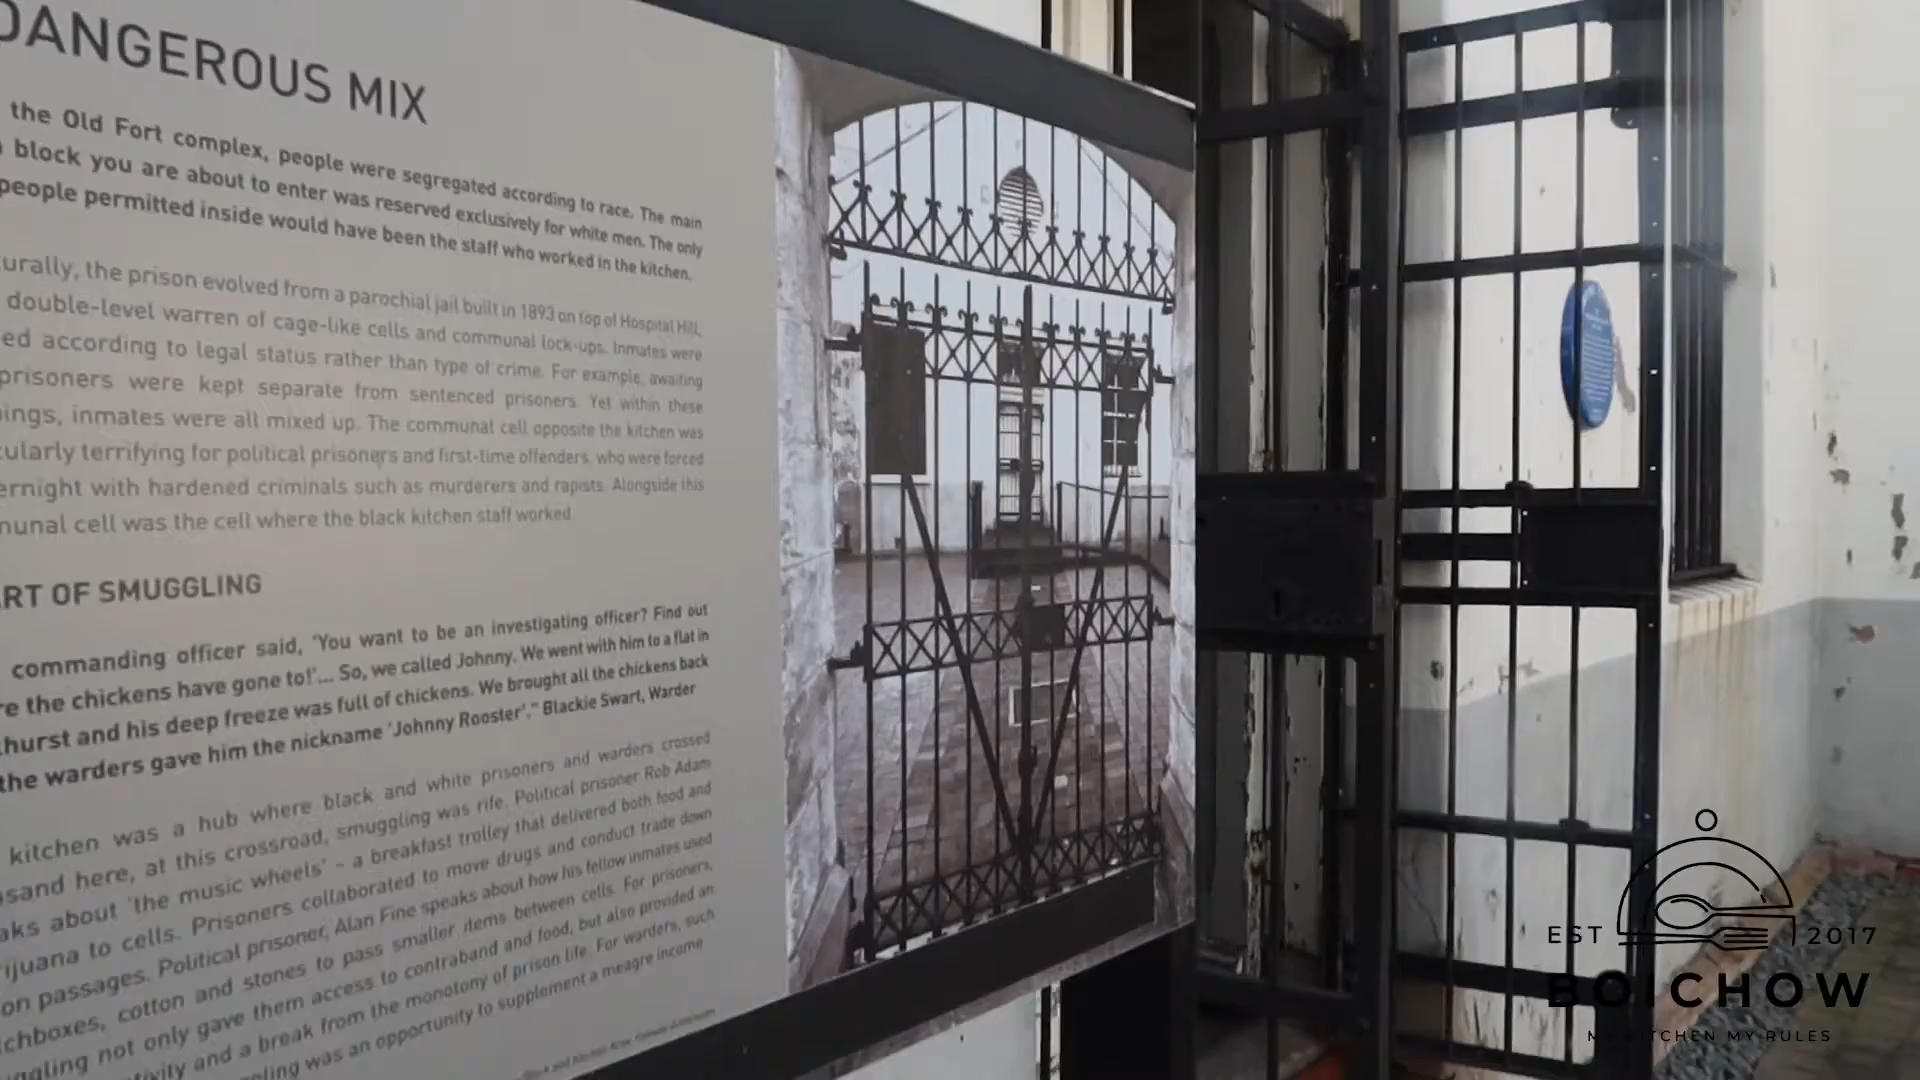 DANGEROUS MIX
the Old Fort complex, people were segregated according to race. The main
block you are about to enter was reserved exclusively for white men. The only
people permitted inside would have been the staff who worked in the kitchen.
urally, the prison evolved from a parochial jail built in 1893 on top of Hospital Hill,
double-level warren of cage-like cells and communal lock-ups. Inmates were
ed according to legal status rather than type of crime. For example, awaiting
prisoners were kept separate from sentenced prisoners. Yet within these
ings, inmates were all mixed up. The communal cell opposite the kitchen was
cularly terrifying for political prisoners and first-time offenders, who were forced
ernight with hardened criminals such as murderers and rapists. Alongside this
munal cell was the cell where the black kitchen staff worked.
RT OF SMUGGLING
commanding officer said, 'You want to be an investigating officer? Find out
re the chickens have gone to!'... So, we called Johnny. We went with him to a flat in
hurst and his deep freeze was full of chickens. We brought all the chickens back
the warders gave him the nickname 'Johnny Rooster'." Blackie Swart, Warder
kitchen was a hub where black and white prisoners and warders crossed
sand here, at this crossroad, smuggling was rife. Political prisoner Rob Adam
aks about 'the music wheels' – a breakfast trolley that delivered both food and
ijuana to cells. Prisoners collaborated to move drugs and conduct trade down
on passages. Political prisoner, Alan Fine speaks about how his fellow inmates used
chboxes, cotton and stones to pass smaller items between cells. For prisoners,
uggling not only gave them access to contraband and food, but also provided an
tivity and a break from the monotony of prison life. For warders, such
ling was an opportunity to supplement a meagre income
EST 2017
BOICHOW
MY KITCHEN MY RULES